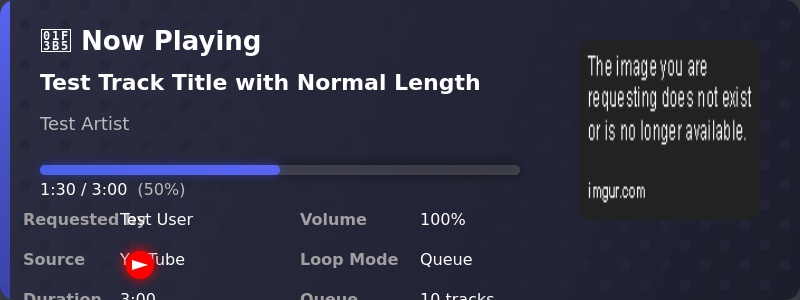 Now Playing
Test Track Title with Normal Length
Test Artist
1:30 / 3:00 (50%)
Requested By Test User Volume 100%
Source YouTube Loop Mode Queue
Duration 3:00 Queue 10 tracks
The image you are
requesting does not exist
or is no longer available.
imgur.com